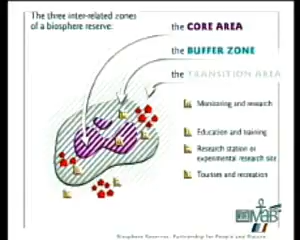 The three inter-related zones
of a biosphere reserve:
the CORE AREA
the BUFFER ZONE
the TRANSITION AREA
Monitoring and research
Education and training
Research station or
experimental research site
Tourism and recreation
MAB
Biosphere Reserves, Partnership for People and Nature